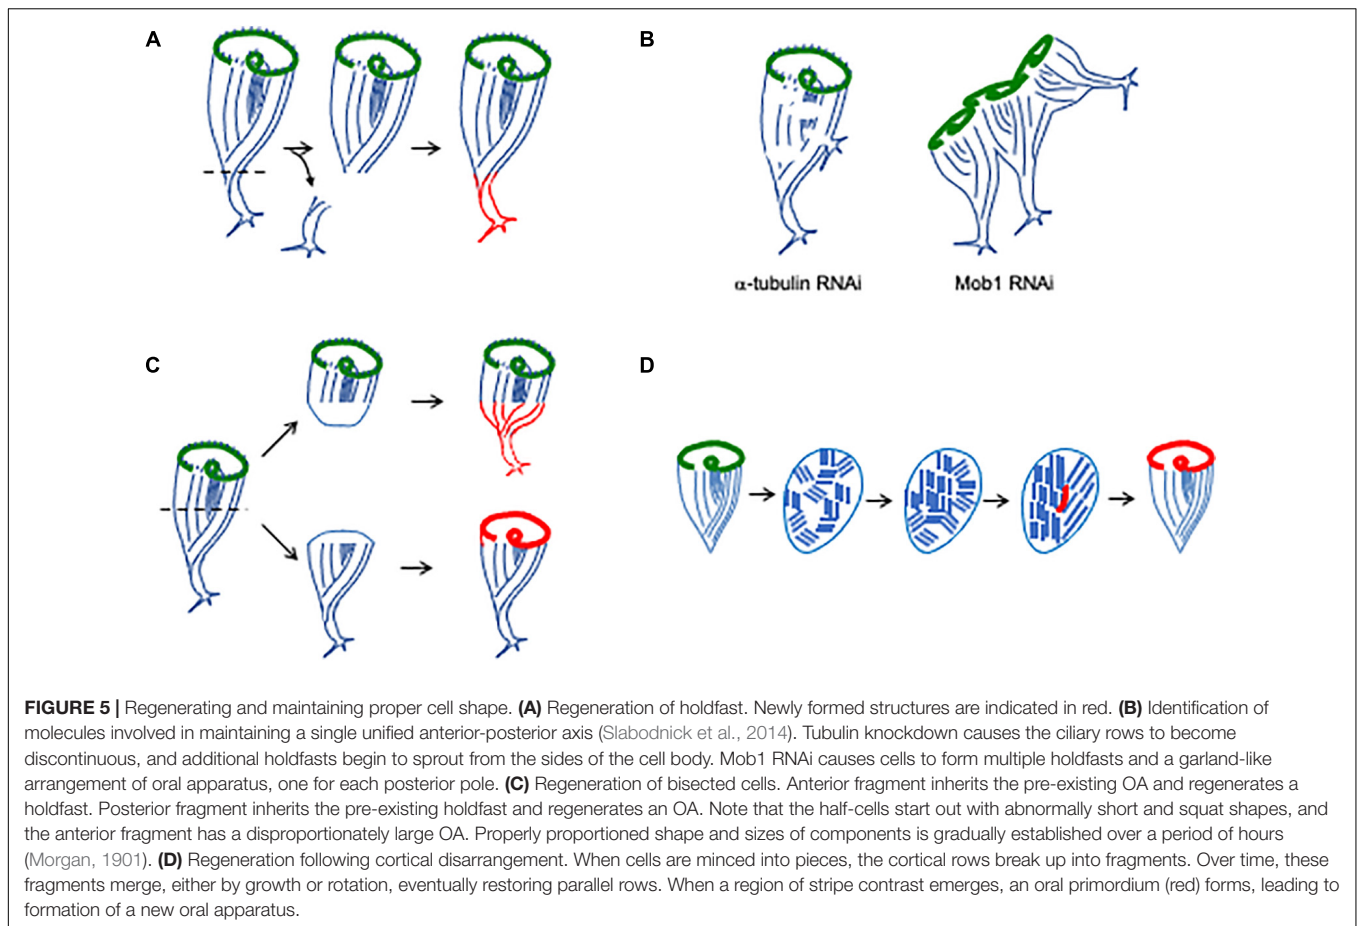 A
B
α-tubulin RNAi
Mob1 RNAi
C
D
FIGURE 5 | Regenerating and maintaining proper cell shape. (A) Regeneration of holdfast. Newly formed structures are indicated in red. (B) Identification of
molecules involved in maintaining a single unified anterior-posterior axis (Slabodnick et al., 2014). Tubulin knockdown causes the ciliary rows to become
discontinuous, and additional holdfasts begin to sprout from the sides of the cell body. Mob1 RNAi causes cells to form multiple holdfasts and a garland-like
arrangement of oral apparatus, one for each posterior pole. (C) Regeneration of bisected cells. Anterior fragment inherits the pre-existing OA and regenerates a
holdfast. Posterior fragment inherits the pre-existing holdfast and regenerates an OA. Note that the half-cells start out with abnormally short and squat shapes, and
the anterior fragment has a disproportionately large OA. Properly proportioned shape and sizes of components is gradually established over a period of hours
(Morgan, 1901). (D) Regeneration following cortical disarrangement. When cells are minced into pieces, the cortical rows break up into fragments. Over time, these
fragments merge, either by growth or rotation, eventually restoring parallel rows. When a region of stripe contrast emerges, an oral primordium (red) forms, leading to
formation of a new oral apparatus.